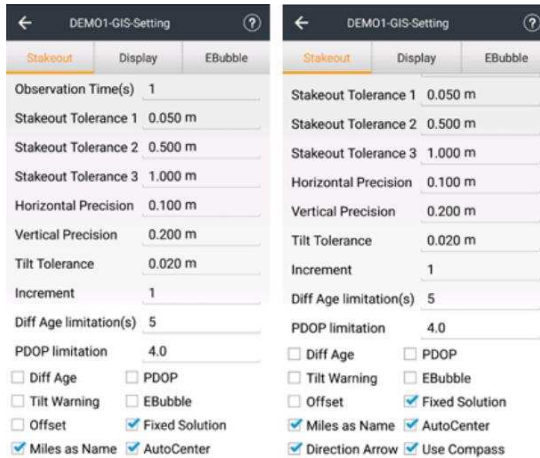 DEMO1-GIS-Setting ?
Stakeout Display EBubble
Observation Time(s) 1
Stakeout Tolerance 1 0.050 m
Stakeout Tolerance 2 0.500 m
Stakeout Tolerance 3 1.000 m
Horizontal Precision 0.100 m
Vertical Precision 0.200 m
Tilt Tolerance 0.020 m
Increment 1
Diff Age limitation(s) 5
PDOP limitation 4.0
Diff Age PDOP
Tilt Warning EBubble
Offset Fixed Solution
Miles as Name AutoCenter
DEMO1-GIS-Setting ?
Stakeout Display EBubble
Stakeout Tolerance 1 0.050 m
Stakeout Tolerance 2 0.500 m
Stakeout Tolerance 3 1.000 m
Horizontal Precision 0.100 m
Vertical Precision 0.200 m
Tilt Tolerance 0.020 m
Increment 1
Diff Age limitation(s) 5
PDOP limitation 4.0
Diff Age PDOP
Tilt Warning EBubble
Offset Fixed Solution
Miles as Name AutoCenter
Direction Arrow Use Compass